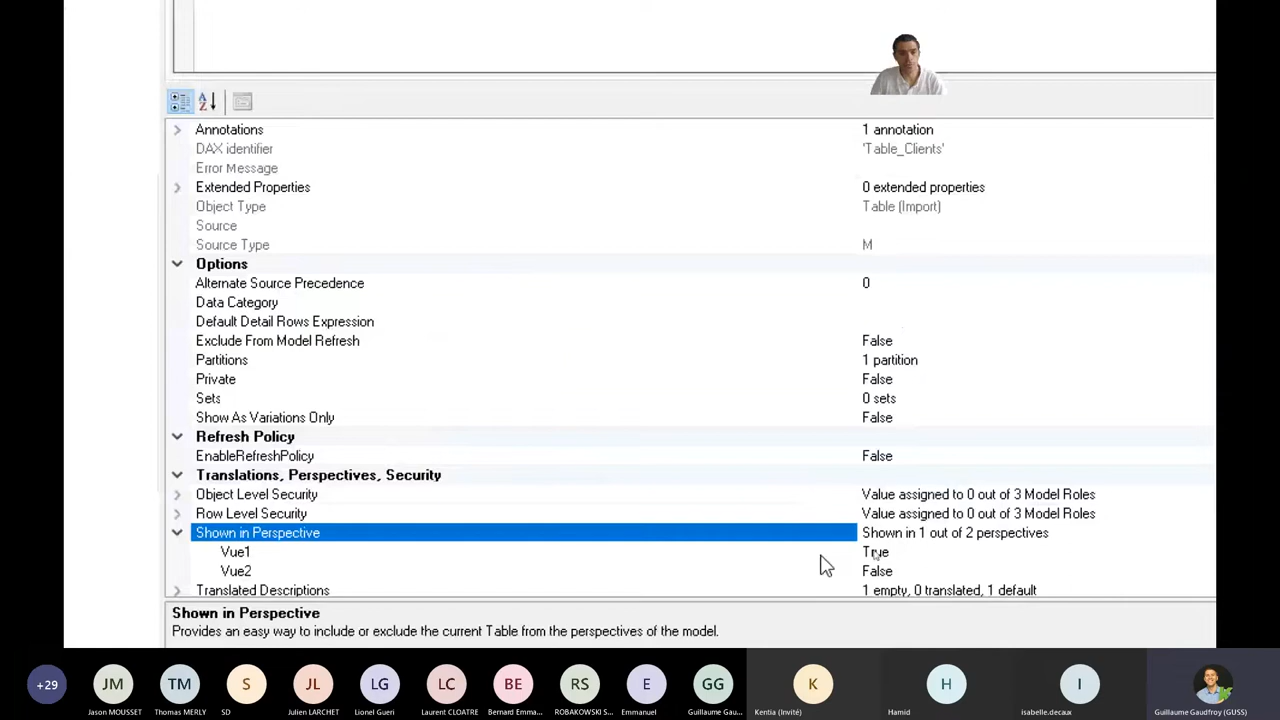 Annotations 1 annotation
DAX identifier 'Table_Clients'
Error Message
Extended Properties 0 extended properties
Object Type Table (Import)
Source
Source Type M
Options
Alternate Source Precedence 0
Data Category
Default Detail Rows Expression
Exclude From Model Refresh False
Partitions 1 partition
Private False
Sets 0 sets
Show As Variations Only False
Refresh Policy
EnableRefreshPolicy False
Translations, Perspectives, Security
Object Level Security Value assigned to 0 out of 3 Model Roles
Row Level Security Value assigned to 0 out of 3 Model Roles
Shown in Perspective Shown in 1 out of 2 perspectives
Vue1 True
Vue2 False
Translated Descriptions 1 empty, 0 translated, 1 default
Shown in Perspective
Provides an easy way to include or exclude the current Table from the perspectives of the model.
+29 JM TM S JL LG LC BE RS E GG K H I
Jason MOUSSET Thomas MERLY SD Julien LARCHET Lionel Gueri Laurent CLOATRE Bernard Emma... ROBAKOWSKI S... Emmanuel Guillaume Gau... Kentia (Invité) Hamid isabelle.decaux Guillaume Gaudfroy (GUSS)